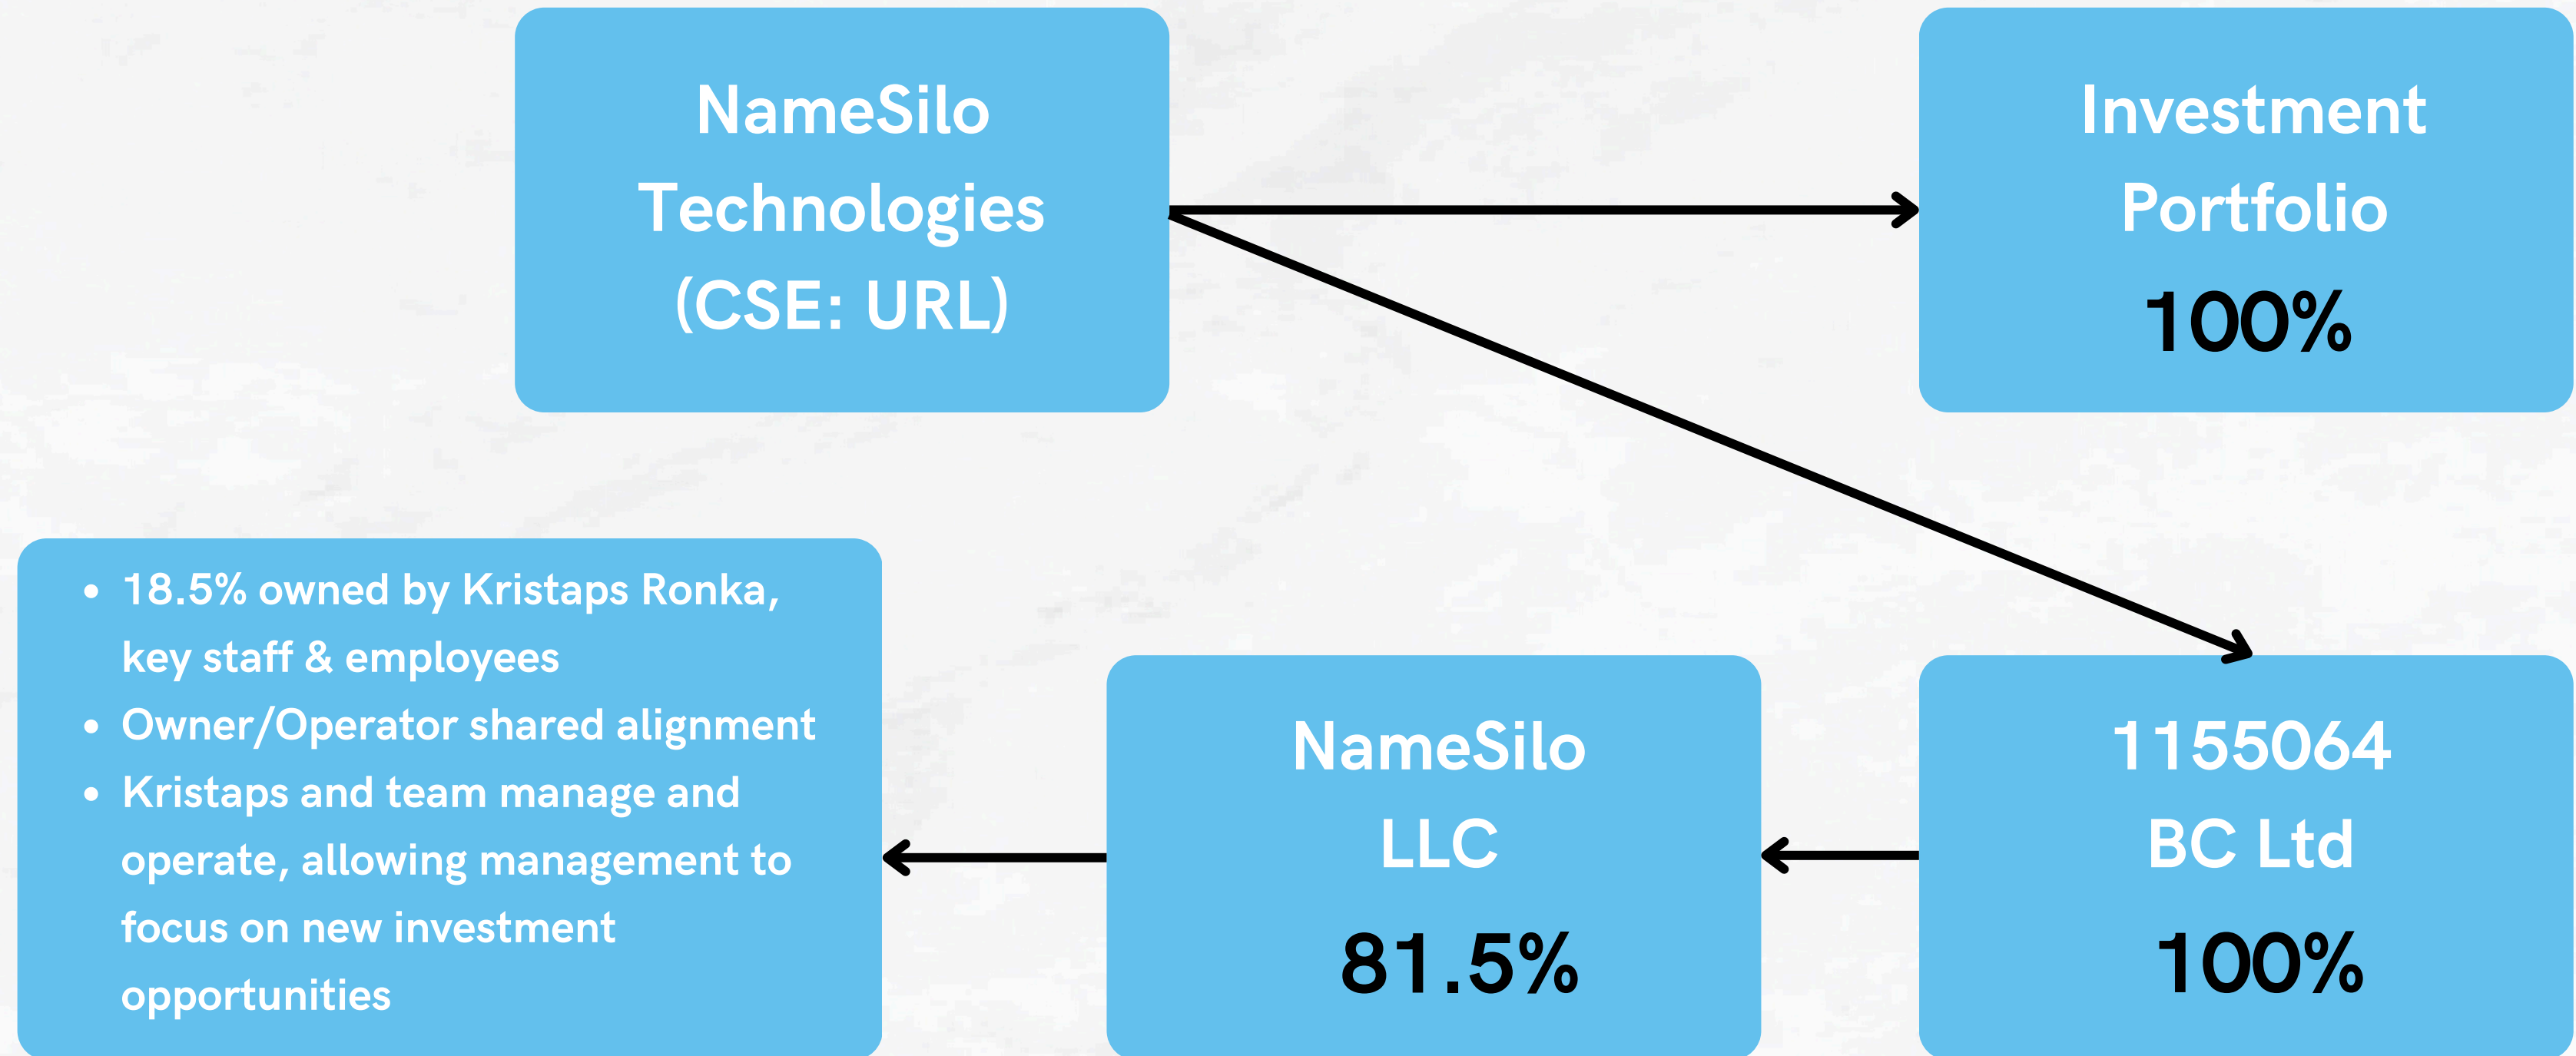 NameSilo
Technologies
(CSE: URL)
Investment
Portfolio
100%
• 18.5% owned by Kristaps Ronka,
key staff & employees
• Owner/Operator shared alignment
• Kristaps and team manage and
operate, allowing management to
focus on new investment
opportunities
NameSilo
LLC
81.5%
1155064
BC Ltd
100%